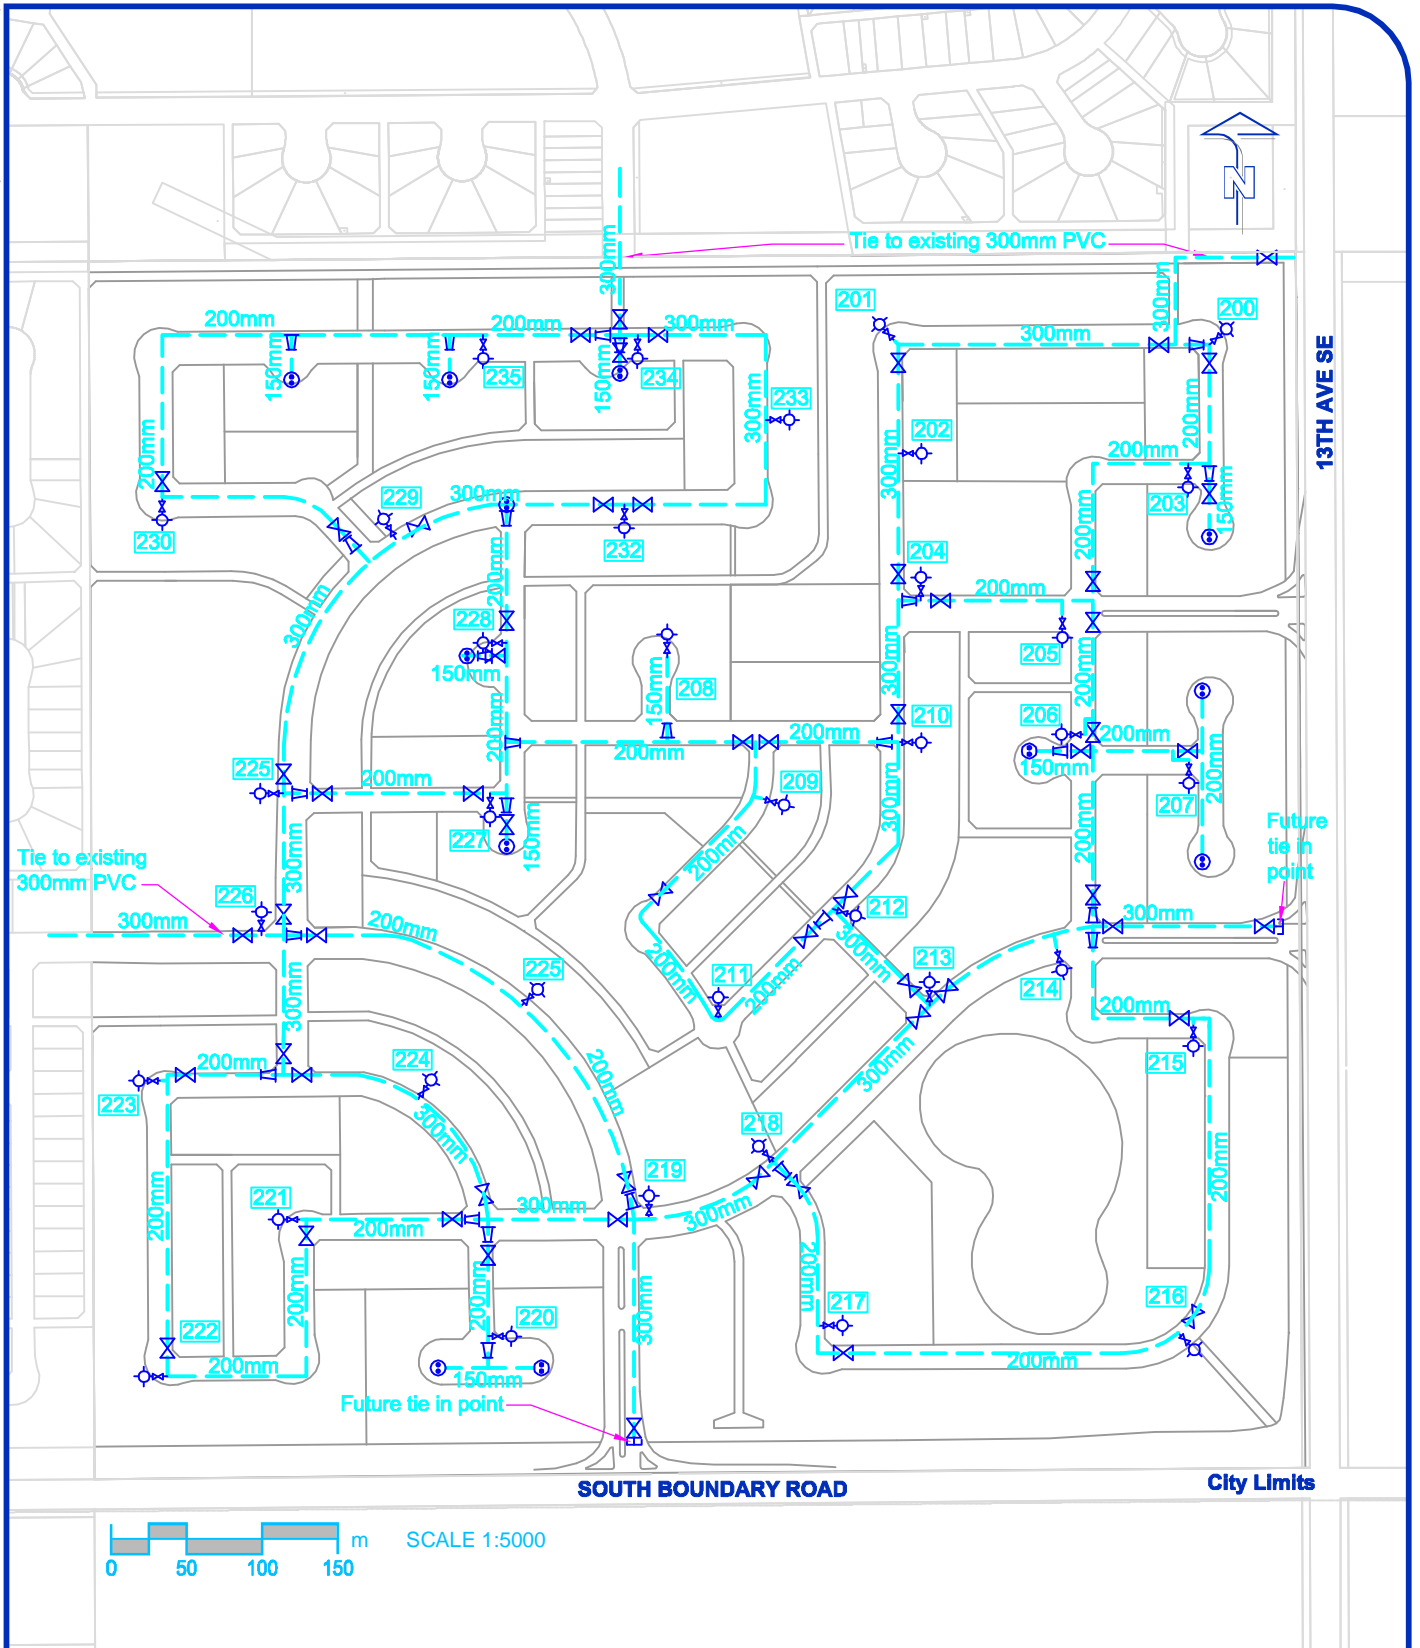 N
Tie to existing 300mm PVC
300mm
300mm
201
200
200mm
200mm
300mm
300mm
13TH AVE SE
150mm
150mm
235
150mm
234
233
300mm
202
200mm
200mm
200mm
300mm
203
150mm
229
300mm
230
232
204
200mm
200mm
205
200mm
300mm
228
150mm
150mm
208
300mm
200mm
206
200mm
150mm
200mm
207
200mm
200mm
200mm
210
225
200mm
209
227
150mm
200mm
300mm
200mm
Future
tie in
point
Tie to existing
300mm PVC
226
300mm
300mm
200mm
212
300mm
300mm
200mm
225
211
200mm
213
214
200mm
215
300mm
200mm
223
224
300mm
200mm
300mm
218
219
200mm
221
200mm
300mm
300mm
200mm
200mm
200mm
200mm
220
300mm
217
216
200mm
222
200mm
150mm
Future tie in point
SOUTH BOUNDARY ROAD
City Limits
0 50 100 150 m SCALE 1:5000